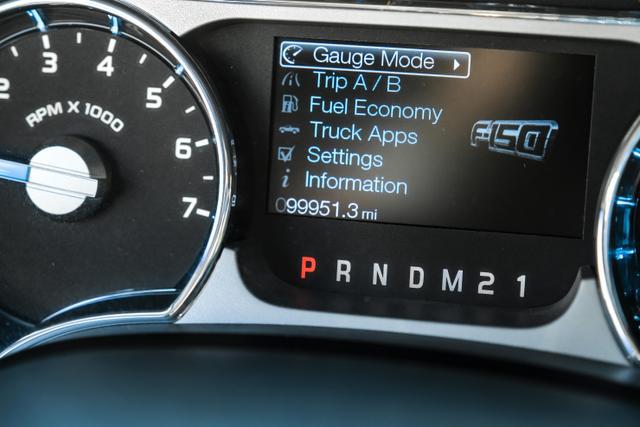 3
4
5
6
7
RPM X 1000
Gauge Mode
Trip A / B
Fuel Economy
Truck Apps
Settings
i Information
F150
099951.3 mi
P R N D M 2 1